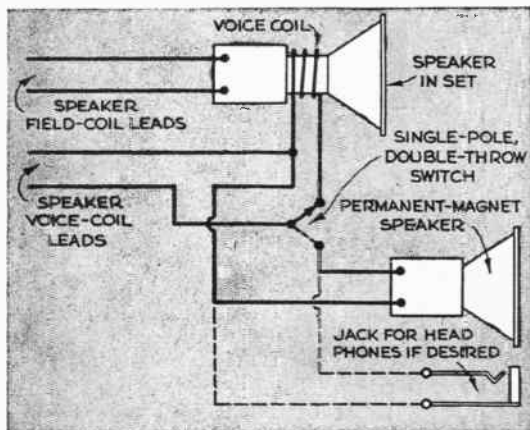 VOICE COIL
SPEAKER
IN SET
SPEAKER
FIELD-COIL LEADS
SINGLE-POLE,
DOUBLE-THROW
SWITCH
SPEAKER
VOICE-COIL
LEADS
PERMANENT-MAGNET
SPEAKER
JACK FOR HEAD
PHONES IF DESIRED